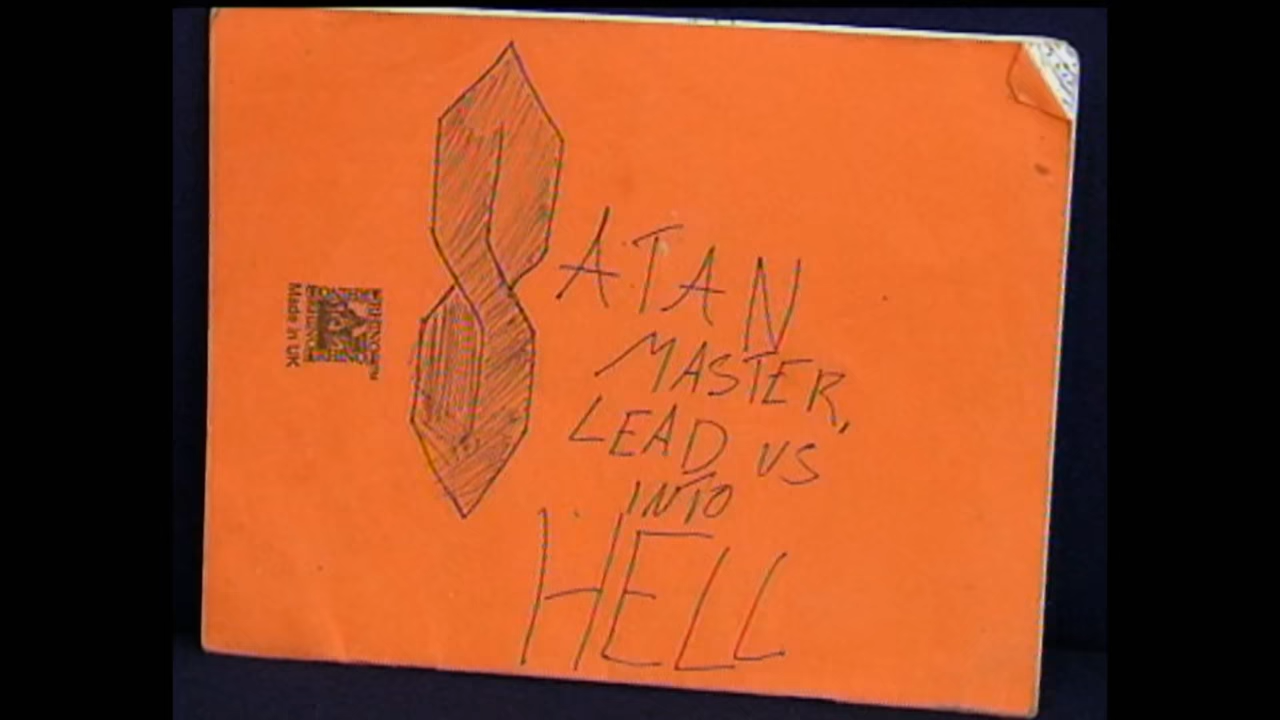 SATAN
MASTER,
LEAD US
INTO
HELL
Made in UK